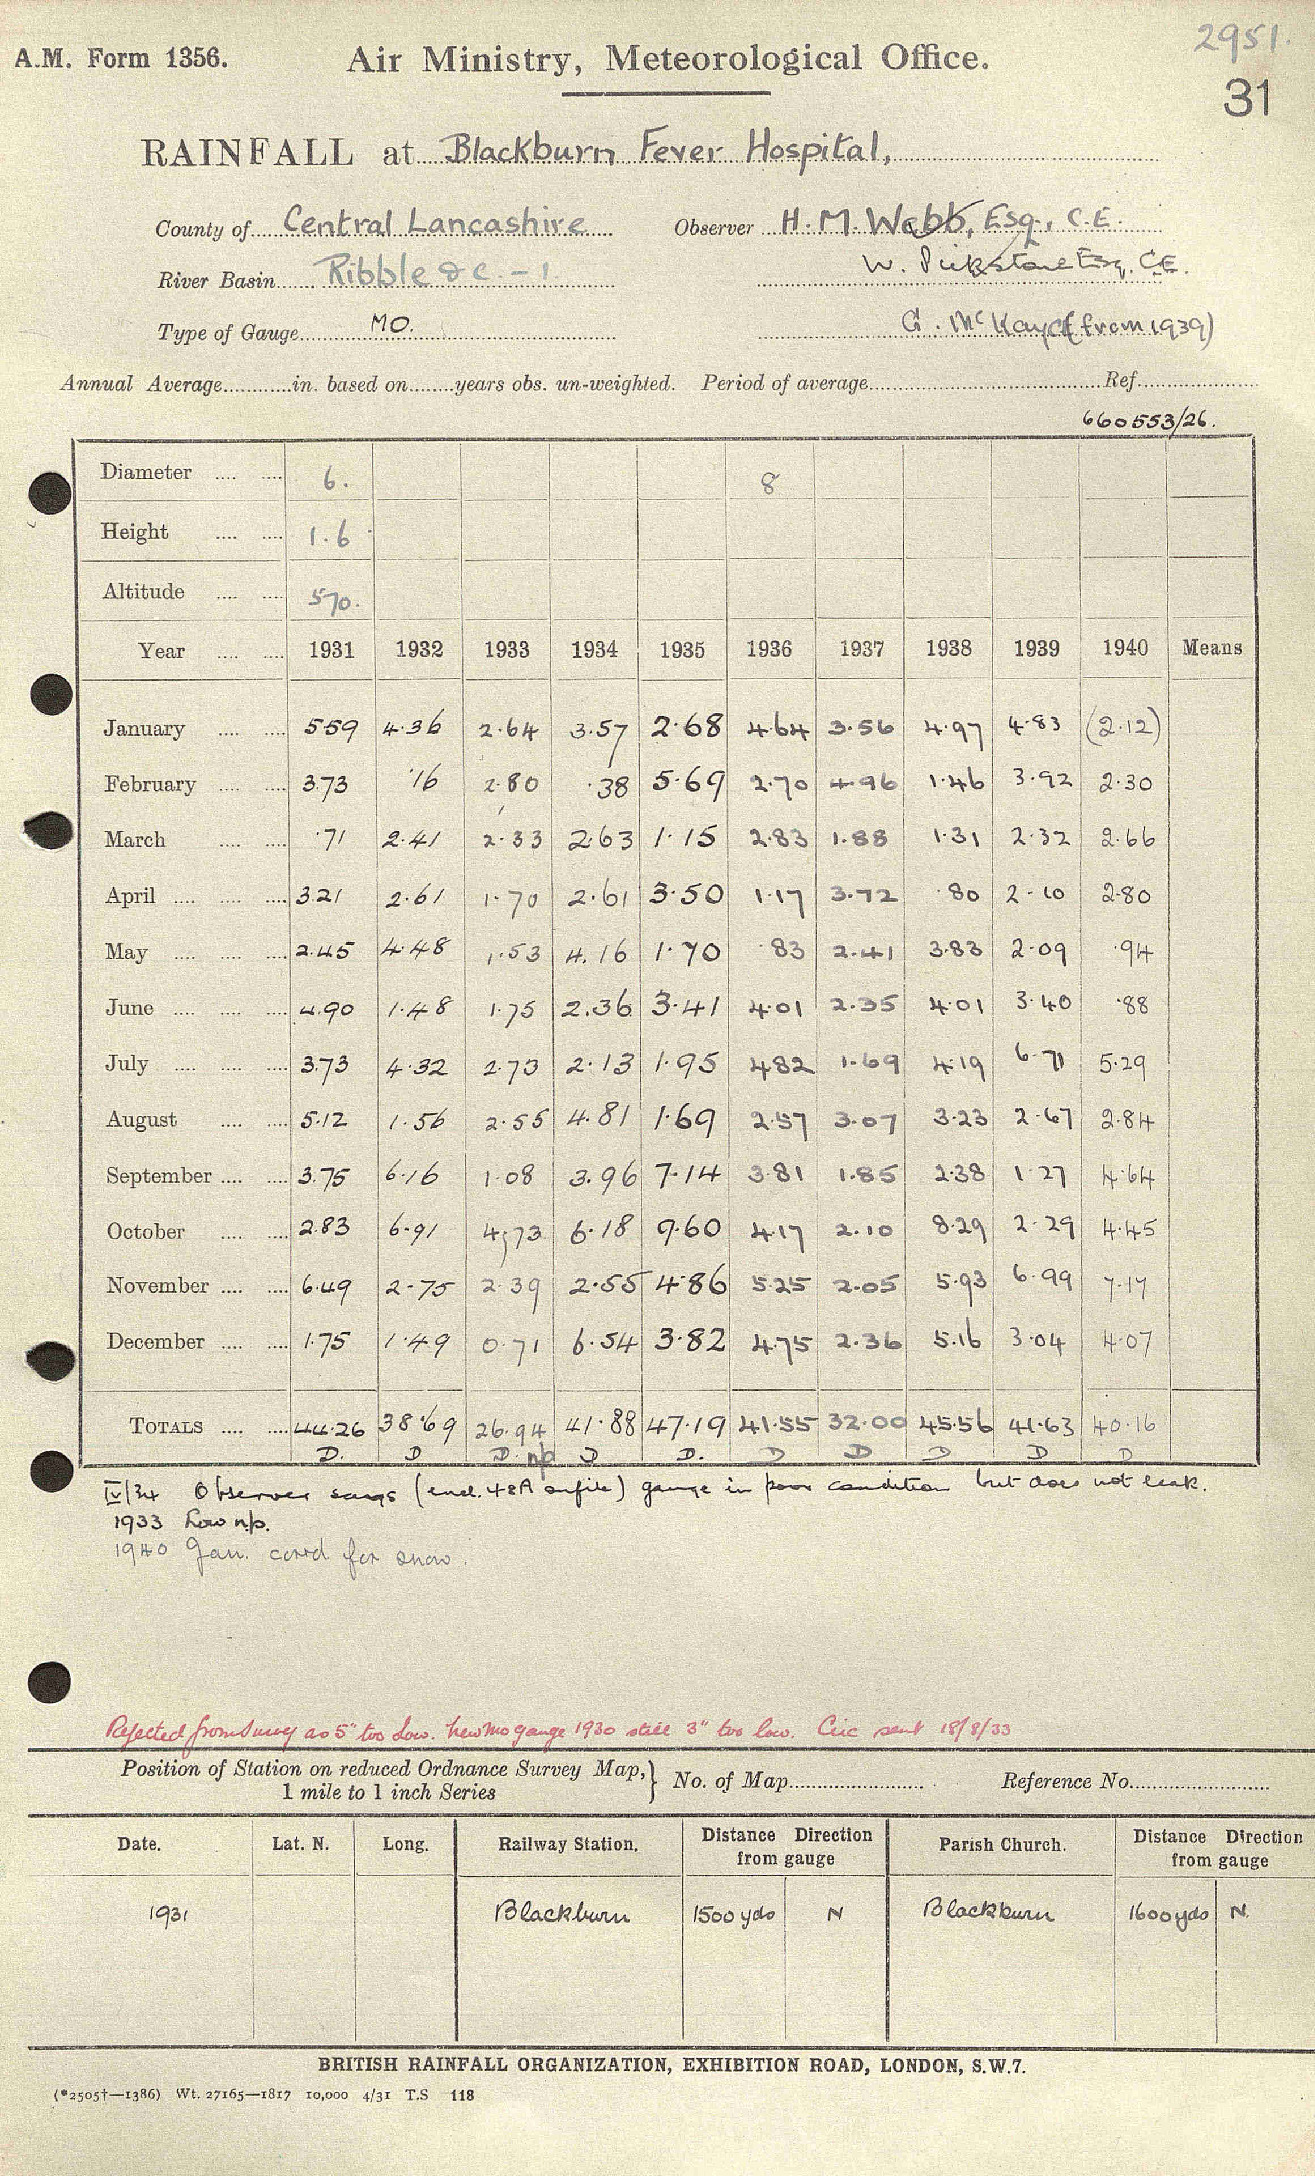 2951.
A.M. Form 1356. Air Ministry, Meteorological Office.
31
RAINFALL at Blackburn Fever Hospital,
County of Central Lancashire Observer H. M. Webb, Esq., C.E.
River Basin Ribble &c. - 1. W. Pickstone Esq. C.E.
Type of Gauge MO. G. McKay (from 1939)
Annual Average in. based on years obs. un-weighted. Period of average Ref.
660553/26.
Diameter 6. 8
Height 1.6
Altitude 570.
Year 1931 1932 1933 1934 1935 1936 1937 1938 1939 1940 Means
January 5.59 4.36 2.64 3.57 2.68 4.64 3.56 4.97 4.83 (2.12)
February 3.73 .16 2.80 .38 5.69 2.70 4.96 1.46 3.92 2.30
March .71 2.41 2.33 2.63 1.15 2.83 1.88 1.31 2.32 2.66
April 3.21 2.61 1.70 2.61 3.50 1.17 3.72 .80 2.10 2.80
May 2.45 4.48 1.53 4.16 1.70 .83 2.41 3.83 2.09 .94
June 4.90 1.48 1.75 2.36 3.41 4.01 2.35 4.01 3.40 .88
July 3.73 4.32 2.73 2.13 1.95 4.82 1.69 4.19 6.71 5.29
August 5.12 1.56 2.55 4.81 1.69 2.57 3.07 3.23 2.67 2.84
September 3.75 6.16 1.08 3.96 7.14 3.81 1.85 2.38 1.27 4.64
October 2.83 6.91 4.73 6.18 9.60 4.17 2.10 8.29 2.29 4.45
November 6.49 2.75 2.39 2.55 4.86 5.25 2.05 5.93 6.99 7.17
December 1.75 1.49 0.71 6.54 3.82 4.75 2.36 5.16 3.04 4.07
TOTALS 44.26 38.69 26.94 41.88 47.19 41.55 32.00 45.56 41.63 40.16
D. D D. np D D. D D D D D
IV/34 Observer says (encl. 48A on file) gauge in poor condition but does not leak.
1933 Low n.p.
1940 Jan. corrd for snow.
Rejected from Survey as 5" too low. New MO gauge 1930 still 3" too low. Circ sent 18/8/33
Position of Station on reduced Ordnance Survey Map, 1 mile to 1 inch Series } No. of Map Reference No.
Date. Lat. N. Long. Railway Station. Distance Direction from gauge Parish Church. Distance Direction from gauge
1931 Blackburn 1500 yds N Blackburn 1600 yds N.
BRITISH RAINFALL ORGANIZATION, EXHIBITION ROAD, LONDON, S.W.7.
(*2505†—1386) Wt. 27165—1817 10,000 4/31 T.S 118